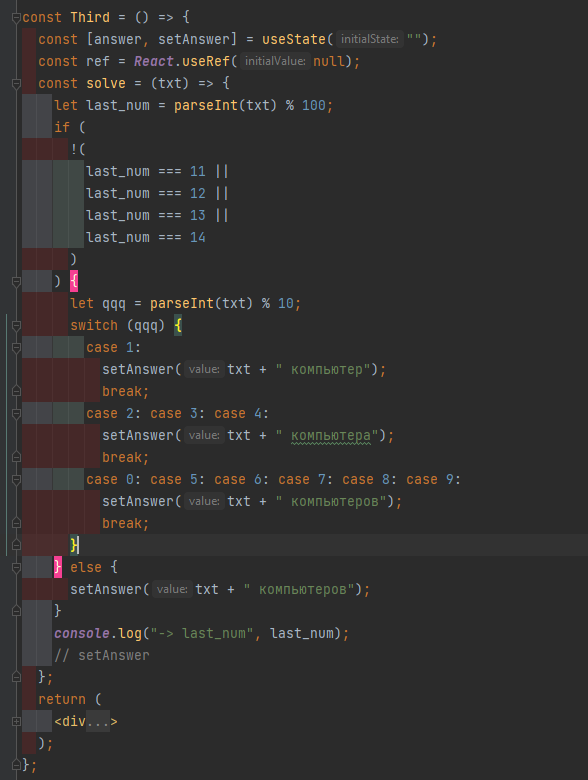 const Third = () => {
const [answer, setAnswer] = useState( initialState: "");
const ref = React.useRef( initialValue: null);
const solve = (txt) => {
let last_num = parseInt(txt) % 100;
if (
!(
last_num === 11 ||
last_num === 12 ||
last_num === 13 ||
last_num === 14
)
) {
let qqq = parseInt(txt) % 10;
switch (qqq) {
case 1:
setAnswer( value: txt + " компьютер");
break;
case 2: case 3: case 4:
setAnswer( value: txt + " компьютера");
break;
case 0: case 5: case 6: case 7: case 8: case 9:
setAnswer( value: txt + " компьютеров");
break;
}
} else {
setAnswer( value: txt + " компьютеров");
}
console.log("-> last_num", last_num);
// setAnswer
};
return (
<div...>
);
};